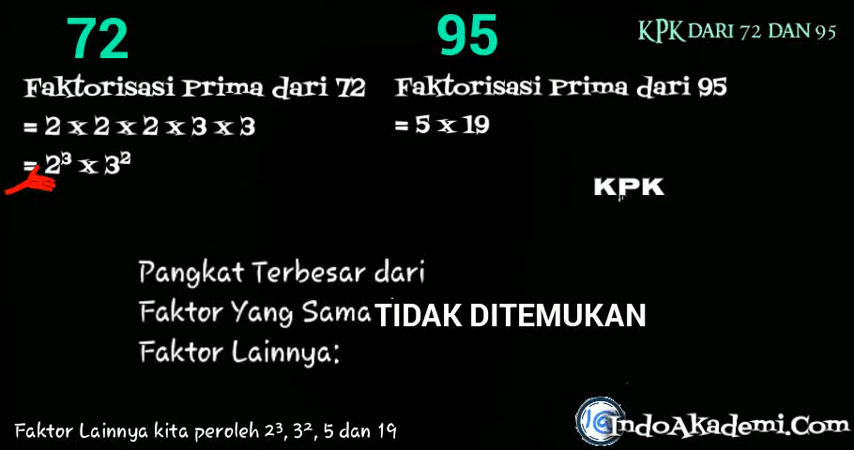 72
95
KPK DARI 72 DAN 95
Faktorisasi Prima dari 72
= 2 x 2 x 2 x 3 x 3
= 2³ x 3²
Faktorisasi Prima dari 95
= 5 x 19
KPK
Pangkat Terbesar dari
Faktor Yang Sama TIDAK DITEMUKAN
Faktor Lainnya:
Faktor Lainnya kita peroleh 2³, 3², 5 dan 19
IndoAkademi.Com